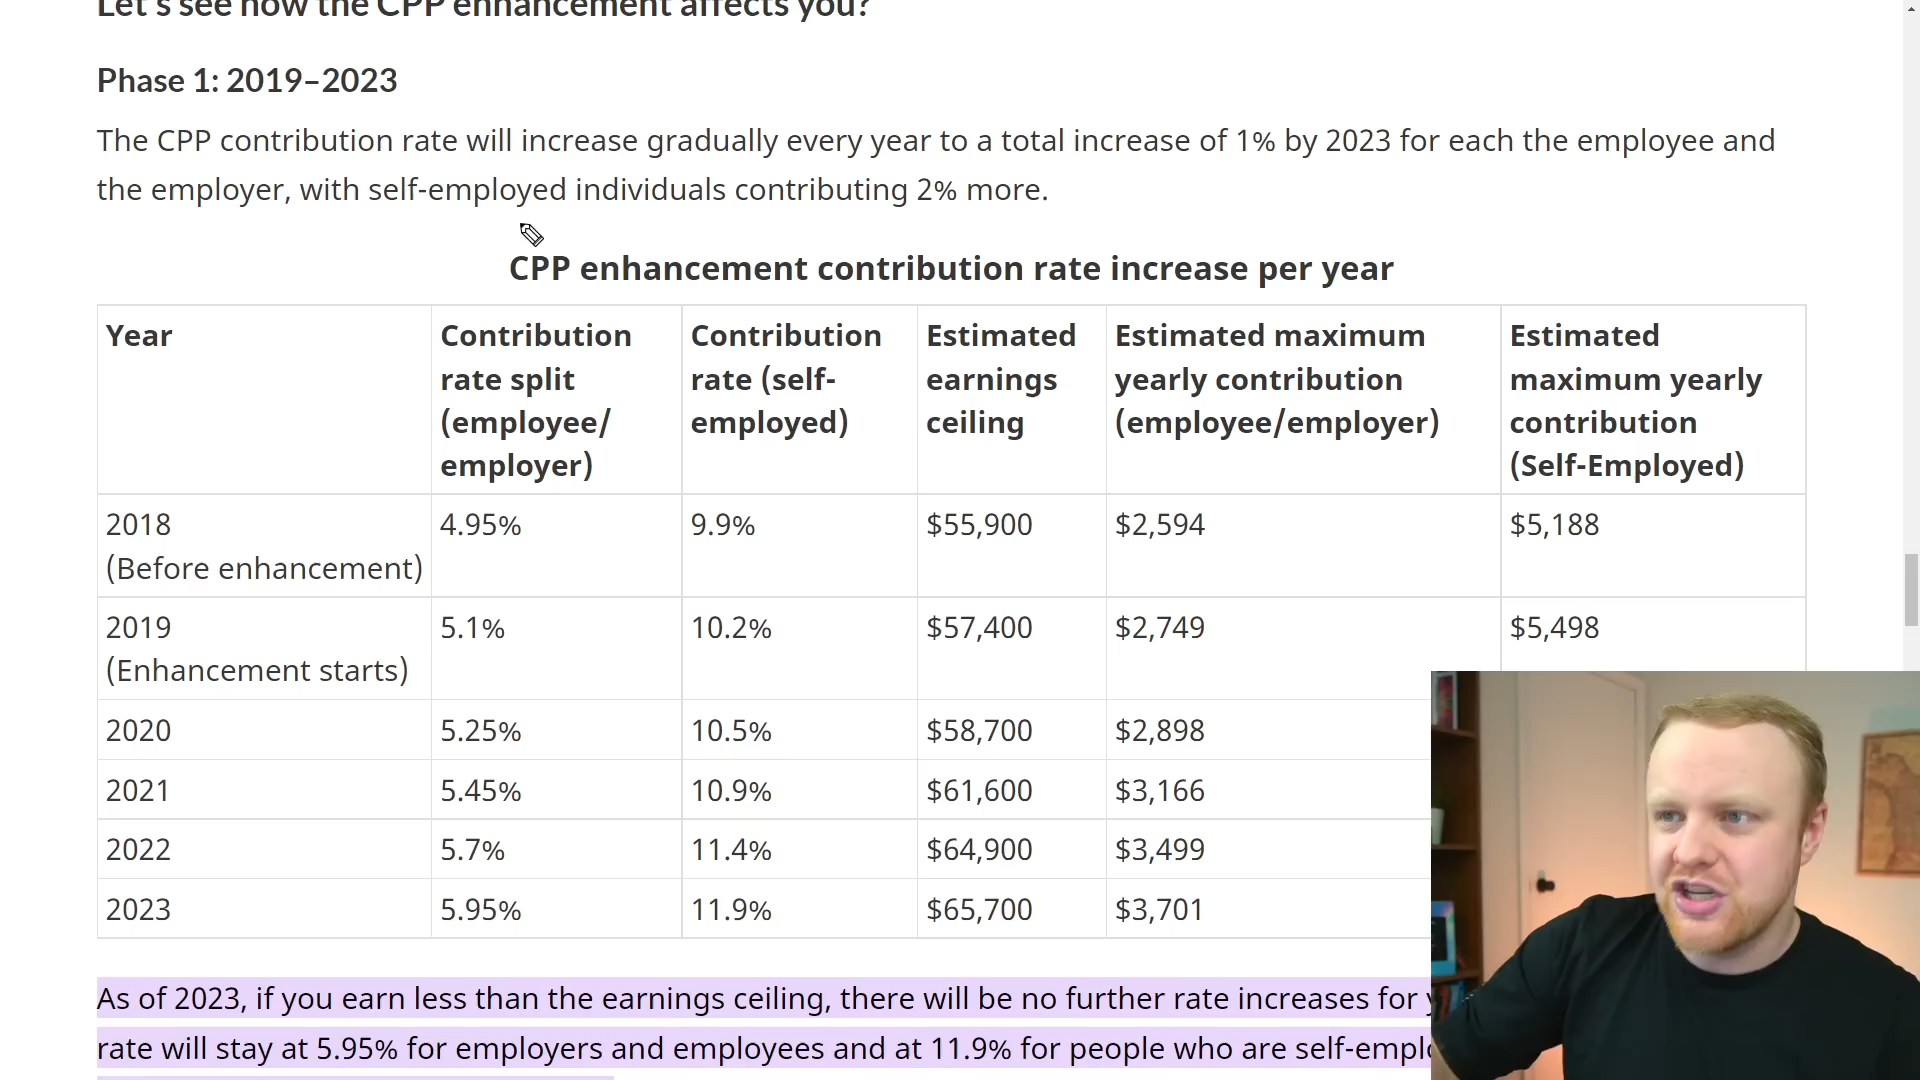 Let's see how the CPP enhancement affects you?
Phase 1: 2019–2023
The CPP contribution rate will increase gradually every year to a total increase of 1% by 2023 for each the employee and
the employer, with self-employed individuals contributing 2% more.
CPP enhancement contribution rate increase per year
Year
Contribution
rate split
(employee/
employer)
Contribution
rate (self-
employed)
Estimated
earnings
ceiling
Estimated maximum
yearly contribution
(employee/employer)
Estimated
maximum yearly
contribution
(Self-Employed)
2018
(Before enhancement)
4.95%
9.9%
$55,900
$2,594
$5,188
2019
(Enhancement starts)
5.1%
10.2%
$57,400
$2,749
$5,498
2020
5.25%
10.5%
$58,700
$2,898
2021
5.45%
10.9%
$61,600
$3,166
2022
5.7%
11.4%
$64,900
$3,499
2023
5.95%
11.9%
$65,700
$3,701
As of 2023, if you earn less than the earnings ceiling, there will be no further rate increases for
rate will stay at 5.95% for employers and employees and at 11.9% for people who are